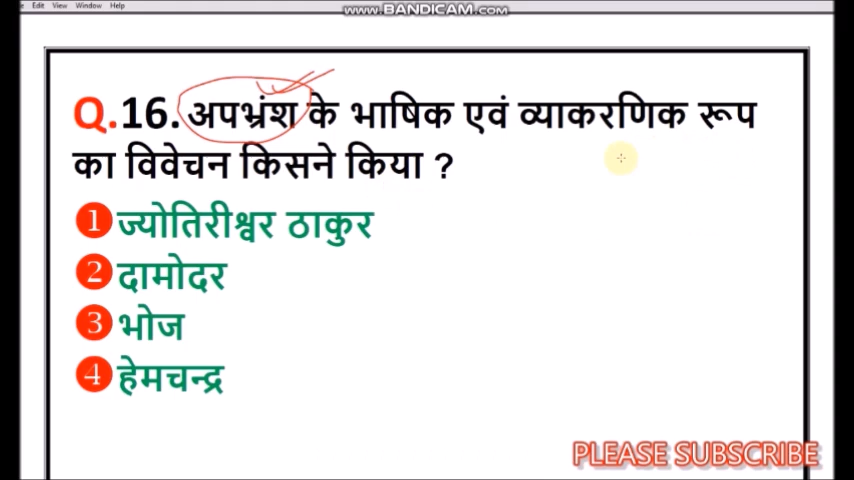 Edit View Window Help
www.BANDICAM.com
Q.16. अपभ्रंश के भाषिक एवं व्याकरणिक रूप
का विवेचन किसने किया ?
1 ज्योतिरीश्वर ठाकुर
2 दामोदर
3 भोज
4 हेमचन्द्र
PLEASE SUBSCRIBE